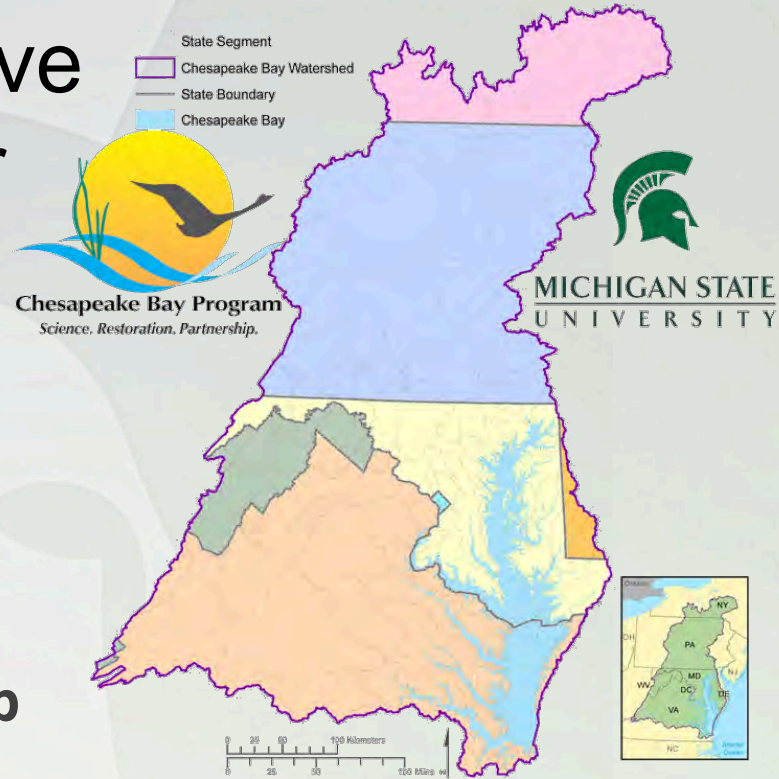 ve
State Segment
Chesapeake Bay Watershed
State Boundary
Chesapeake Bay
Chesapeake Bay Program
Science. Restoration. Partnership.
MICHIGAN STATE
UNIVERSITY
0 25 50 100 Kilometers
0 25 50 100 Miles
NY
OH
PA
NJ
MD
WV
DC
DE
VA
NC